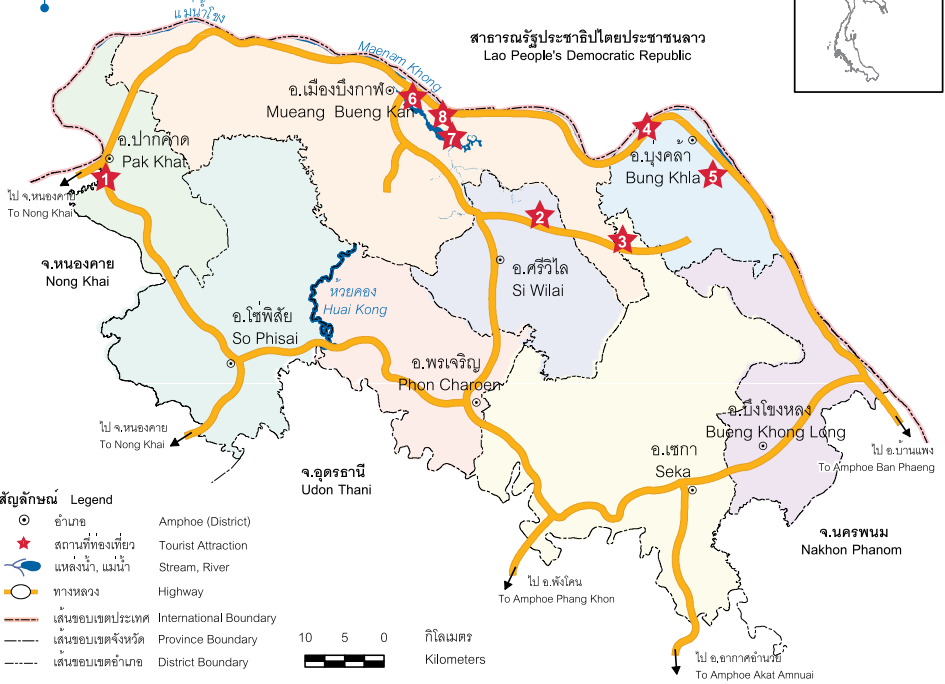 แม่น้ำโขง
สาธารณรัฐประชาธิปไตยประชาชนลาว
Lao People's Democratic Republic
Maenam Khong
อ.เมืองบึงกาฬ
Mueang Bueng Kan
6
8
7
4
อ.บุ่งคล้า
Bung Khla
5
อ.ปากคาด
Pak Khat
1
ไป จ.หนองคาย
To Nong Khai
2
3
จ.หนองคาย
Nong Khai
อ.ศรีวิไล
Si Wilai
ห้วยคอง
Huai Kong
อ.โซ่พิสัย
So Phisai
อ.พรเจริญ
Phon Charoen
อ.บึงโขงหลง
Bueng Khong Long
ไป จ.หนองคาย
To Nong Khai
ไป อ.บ้านแพง
To Amphoe Ban Phaeng
อ.เซกา
Seka
จ.อุดรธานี
Udon Thani
จ.นครพนม
Nakhon Phanom
สัญลักษณ์ Legend
อำเภอ Amphoe (District)
สถานที่ท่องเที่ยว Tourist Attraction
แหล่งน้ำ, แม่น้ำ Stream, River
ทางหลวง Highway
เส้นขอบเขตประเทศ International Boundary
เส้นขอบเขตจังหวัด Province Boundary
เส้นขอบเขตอำเภอ District Boundary
10 5 0 กิโลเมตร
Kilometers
ไป อ.พังโคน
To Amphoe Phang Khon
ไป อ.อากาศอำนวย
To Amphoe Akat Amnuai